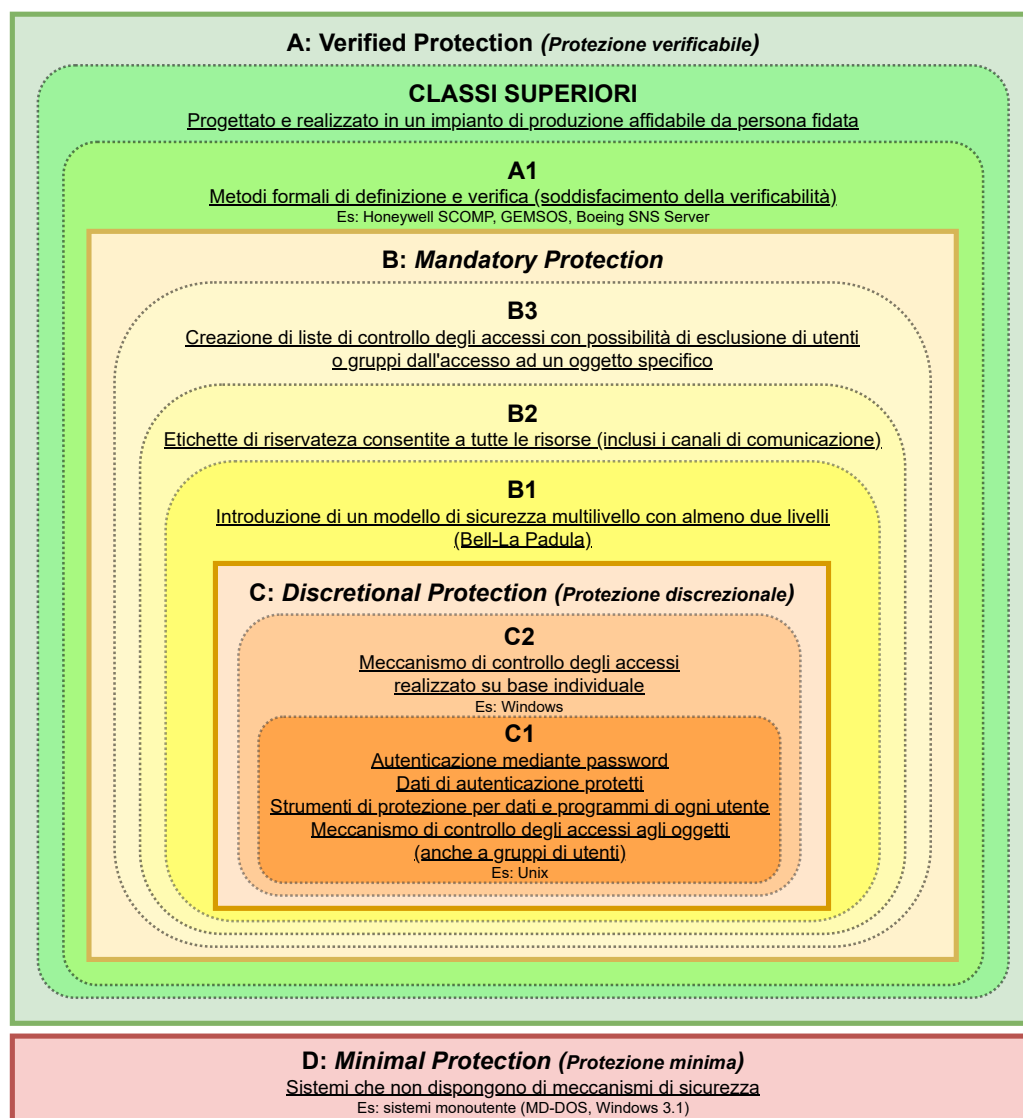 A: Verified Protection (Protezione verificabile)
CLASSI SUPERIORI
Progettato e realizzato in un impianto di produzione affidabile da persona fidata
A1
Metodi formali di definizione e verifica (soddisfacimento della verificabilità)
Es: Honeywell SCOMP, GEMSOS, Boeing SNS Server
B: Mandatory Protection
B3
Creazione di liste di controllo degli accessi con possibilità di esclusione di utenti
o gruppi dall'accesso ad un oggetto specifico
B2
Etichette di riservateza consentite a tutte le risorse (inclusi i canali di comunicazione)
B1
Introduzione di un modello di sicurezza multilivello con almeno due livelli
(Bell-La Padula)
C: Discretional Protection (Protezione discrezionale)
C2
Meccanismo di controllo degli accessi
realizzato su base individuale
Es: Windows
C1
Autenticazione mediante password
Dati di autenticazione protetti
Strumenti di protezione per dati e programmi di ogni utente
Meccanismo di controllo degli accessi agli oggetti
(anche a gruppi di utenti)
Es: Unix
D: Minimal Protection (Protezione minima)
Sistemi che non dispongono di meccanismi di sicurezza
Es: sistemi monoutente (MD-DOS, Windows 3.1)